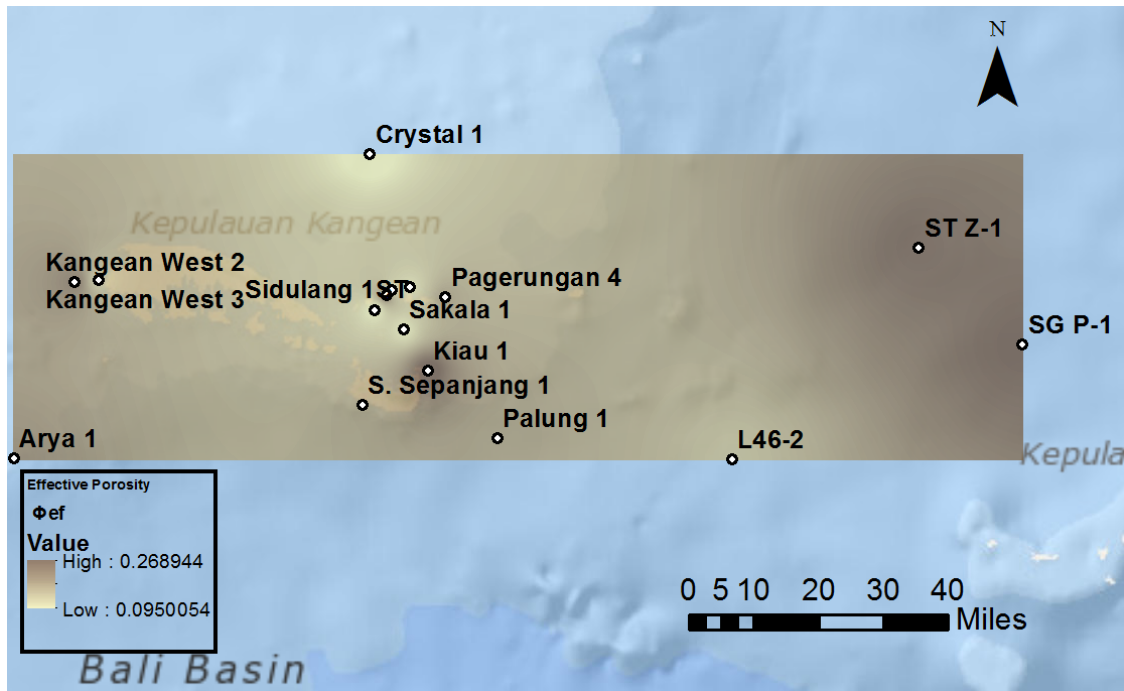 N
Crystal 1
Kepulauan Kangean
ST Z-1
Kangean West 2
Pagerungan 4
Kangean West 3
Sidulang 1
ST
Sakala 1
SG P-1
Kiau 1
S. Sepanjang 1
Palung 1
Arya 1
L46-2
Kepula
Effective Porosity
Φef
Value
High : 0.268944
Low : 0.0950054
0 5 10 20 30 40
Miles
Bali Basin